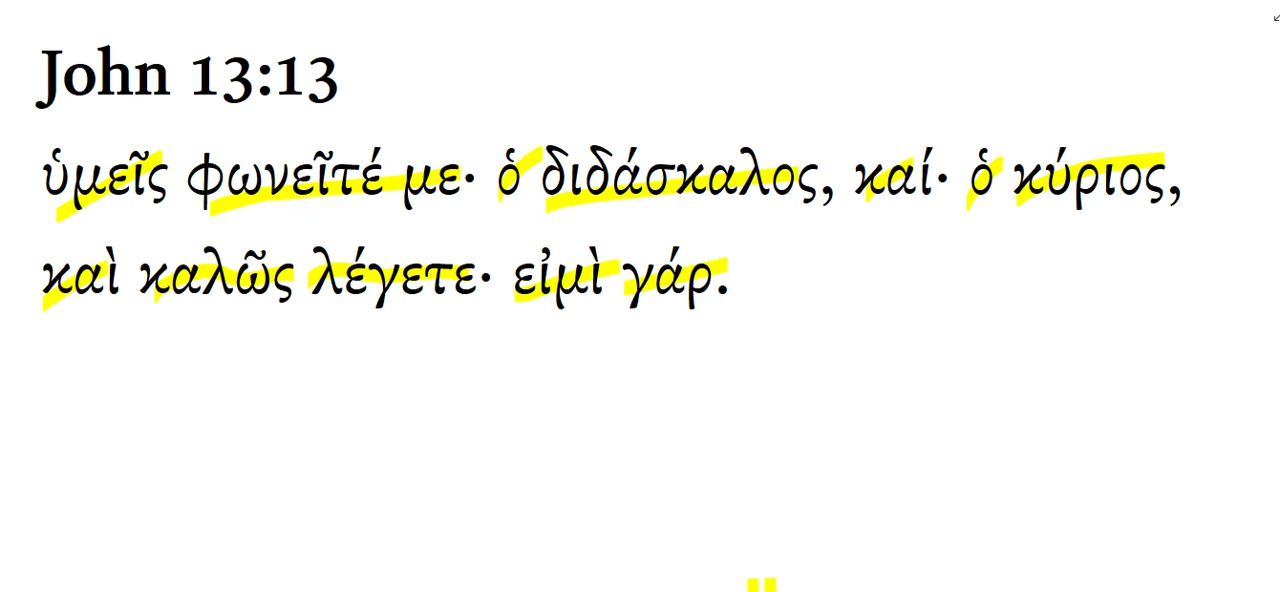 John 13:13
ὑμεῖς φωνεῖτέ με· ὁ διδάσκαλος, καί· ὁ κύριος,
καὶ καλῶς λέγετε· εἰμὶ γάρ.